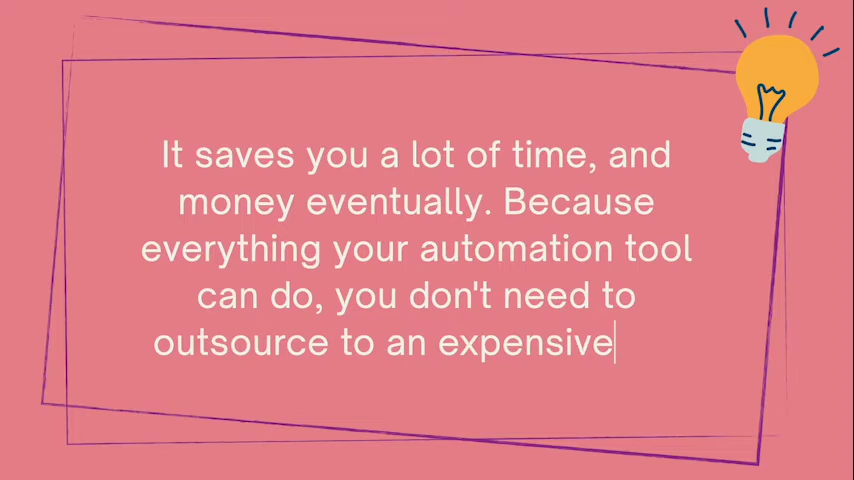 It saves you a lot of time, and
money eventually. Because
everything your automation tool
can do, you don't need to
outsource to an expensive